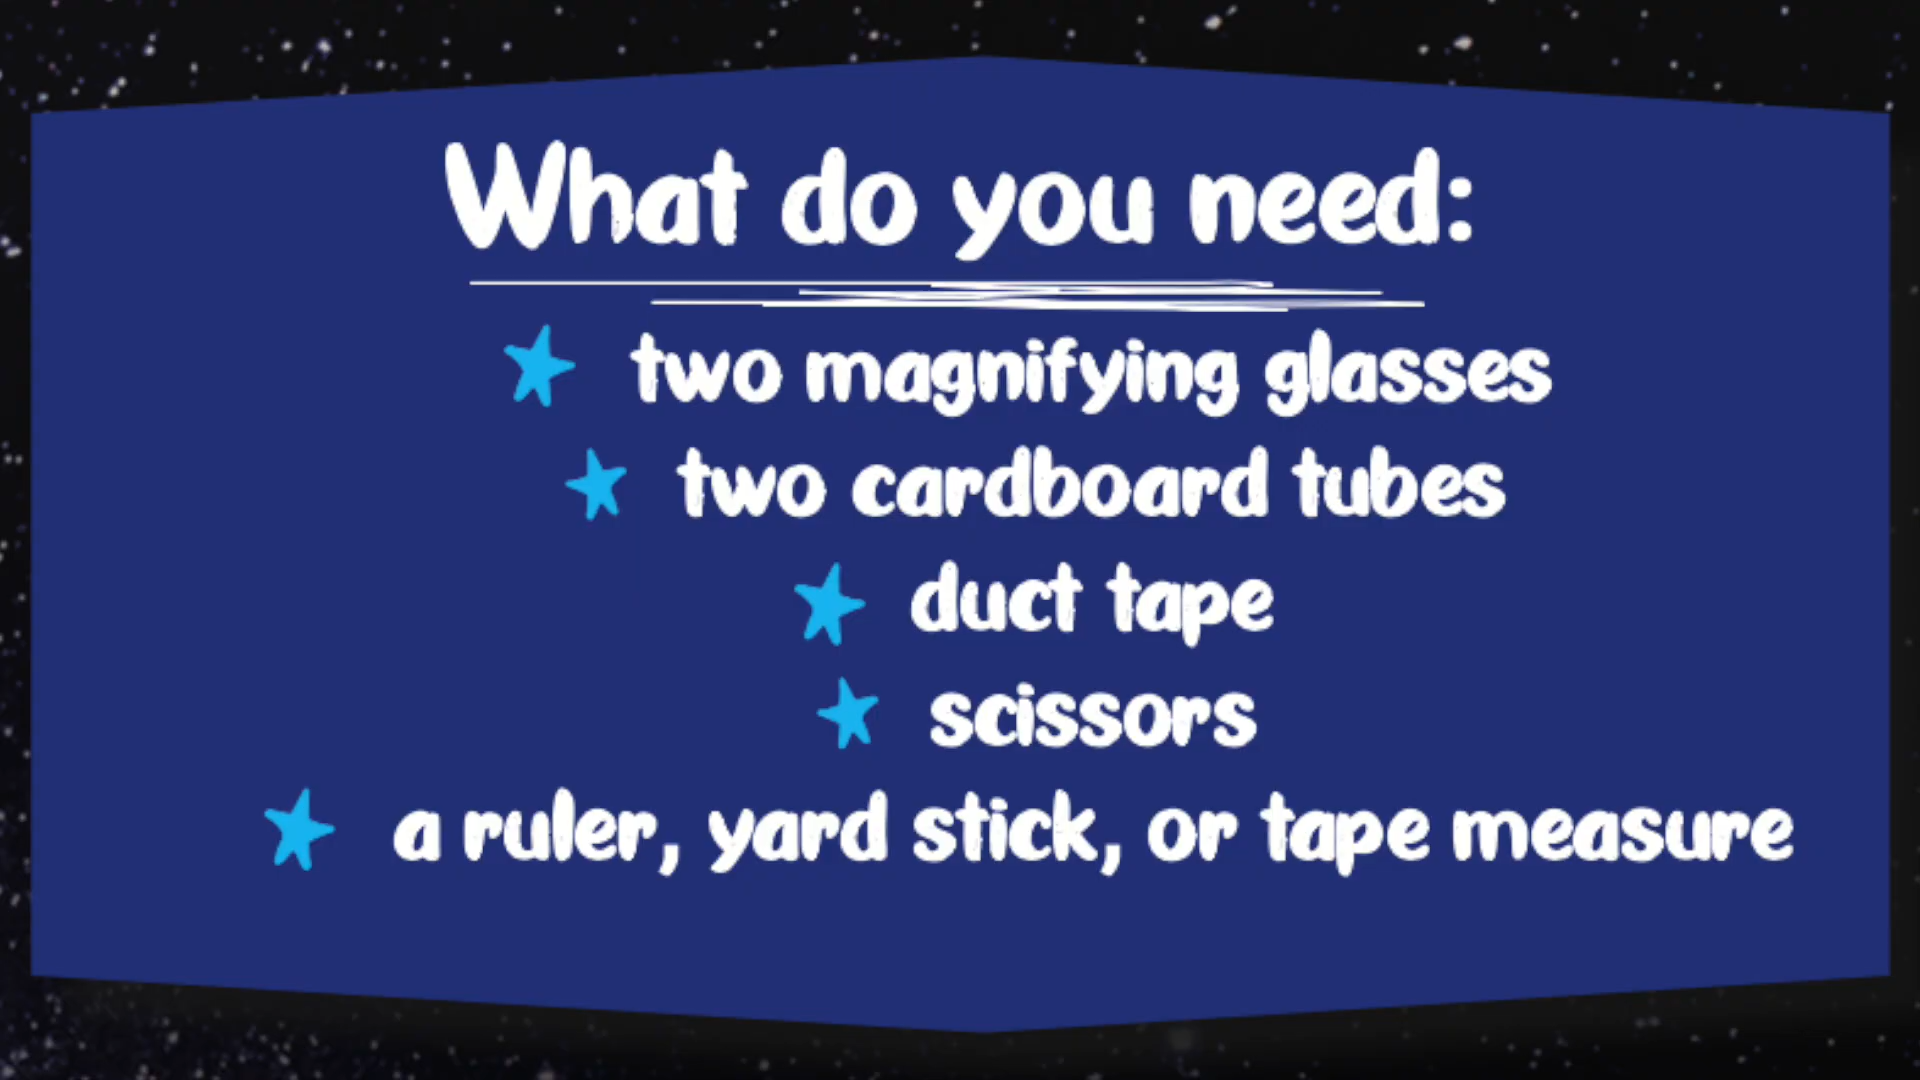 What do you need:
two magnifying glasses
two cardboard tubes
duct tape
scissors
a ruler, yard stick, or tape measure